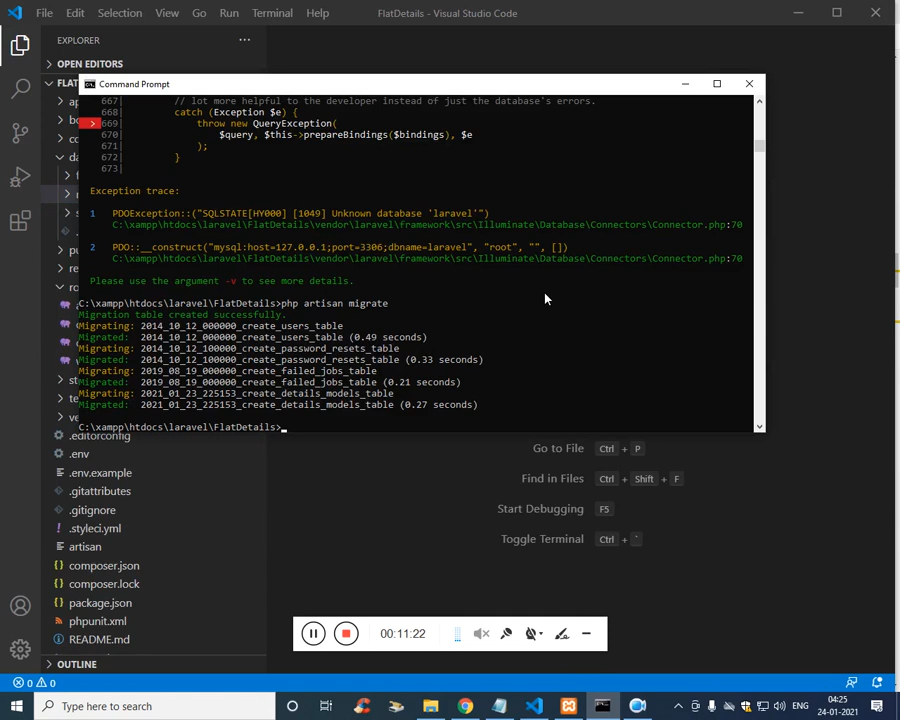 File Edit Selection View Go Run Terminal Help FlatDetails - Visual Studio Code
EXPLORER
OPEN EDITORS
Command Prompt
667| // lot more helpful to the developer instead of just the database's errors.
668| catch (Exception $e) {
> 669| throw new QueryException(
670| $query, $this->prepareBindings($bindings), $e
671| );
672| }
673|
Exception trace:
1 PDOException::("SQLSTATE[HY000] [1049] Unknown database 'laravel'")
C:\xampp\htdocs\laravel\FlatDetails\vendor\laravel\framework\src\Illuminate\Database\Connectors\Connector.php:70
2 PDO::__construct("mysql:host=127.0.0.1;port=3306;dbname=laravel", "root", "", [])
C:\xampp\htdocs\laravel\FlatDetails\vendor\laravel\framework\src\Illuminate\Database\Connectors\Connector.php:70
Please use the argument -v to see more details.
C:\xampp\htdocs\laravel\FlatDetails>php artisan migrate
Migration table created successfully.
Migrating: 2014_10_12_000000_create_users_table
Migrated: 2014_10_12_000000_create_users_table (0.49 seconds)
Migrating: 2014_10_12_100000_create_password_resets_table
Migrated: 2014_10_12_100000_create_password_resets_table (0.33 seconds)
Migrating: 2019_08_19_000000_create_failed_jobs_table
Migrated: 2019_08_19_000000_create_failed_jobs_table (0.21 seconds)
Migrating: 2021_01_23_225153_create_details_models_table
Migrated: 2021_01_23_225153_create_details_models_table (0.27 seconds)
C:\xampp\htdocs\laravel\FlatDetails>
.editorconfig
.env
.env.example
.gitattributes
.gitignore
.styleci.yml
artisan
composer.json
composer.lock
package.json
phpunit.xml
README.md
OUTLINE
Go to File Ctrl + P
Find in Files Ctrl + Shift + F
Start Debugging F5
Toggle Terminal Ctrl + `
00:11:22
0 0
Type here to search
ENG
04:25
24-01-2021